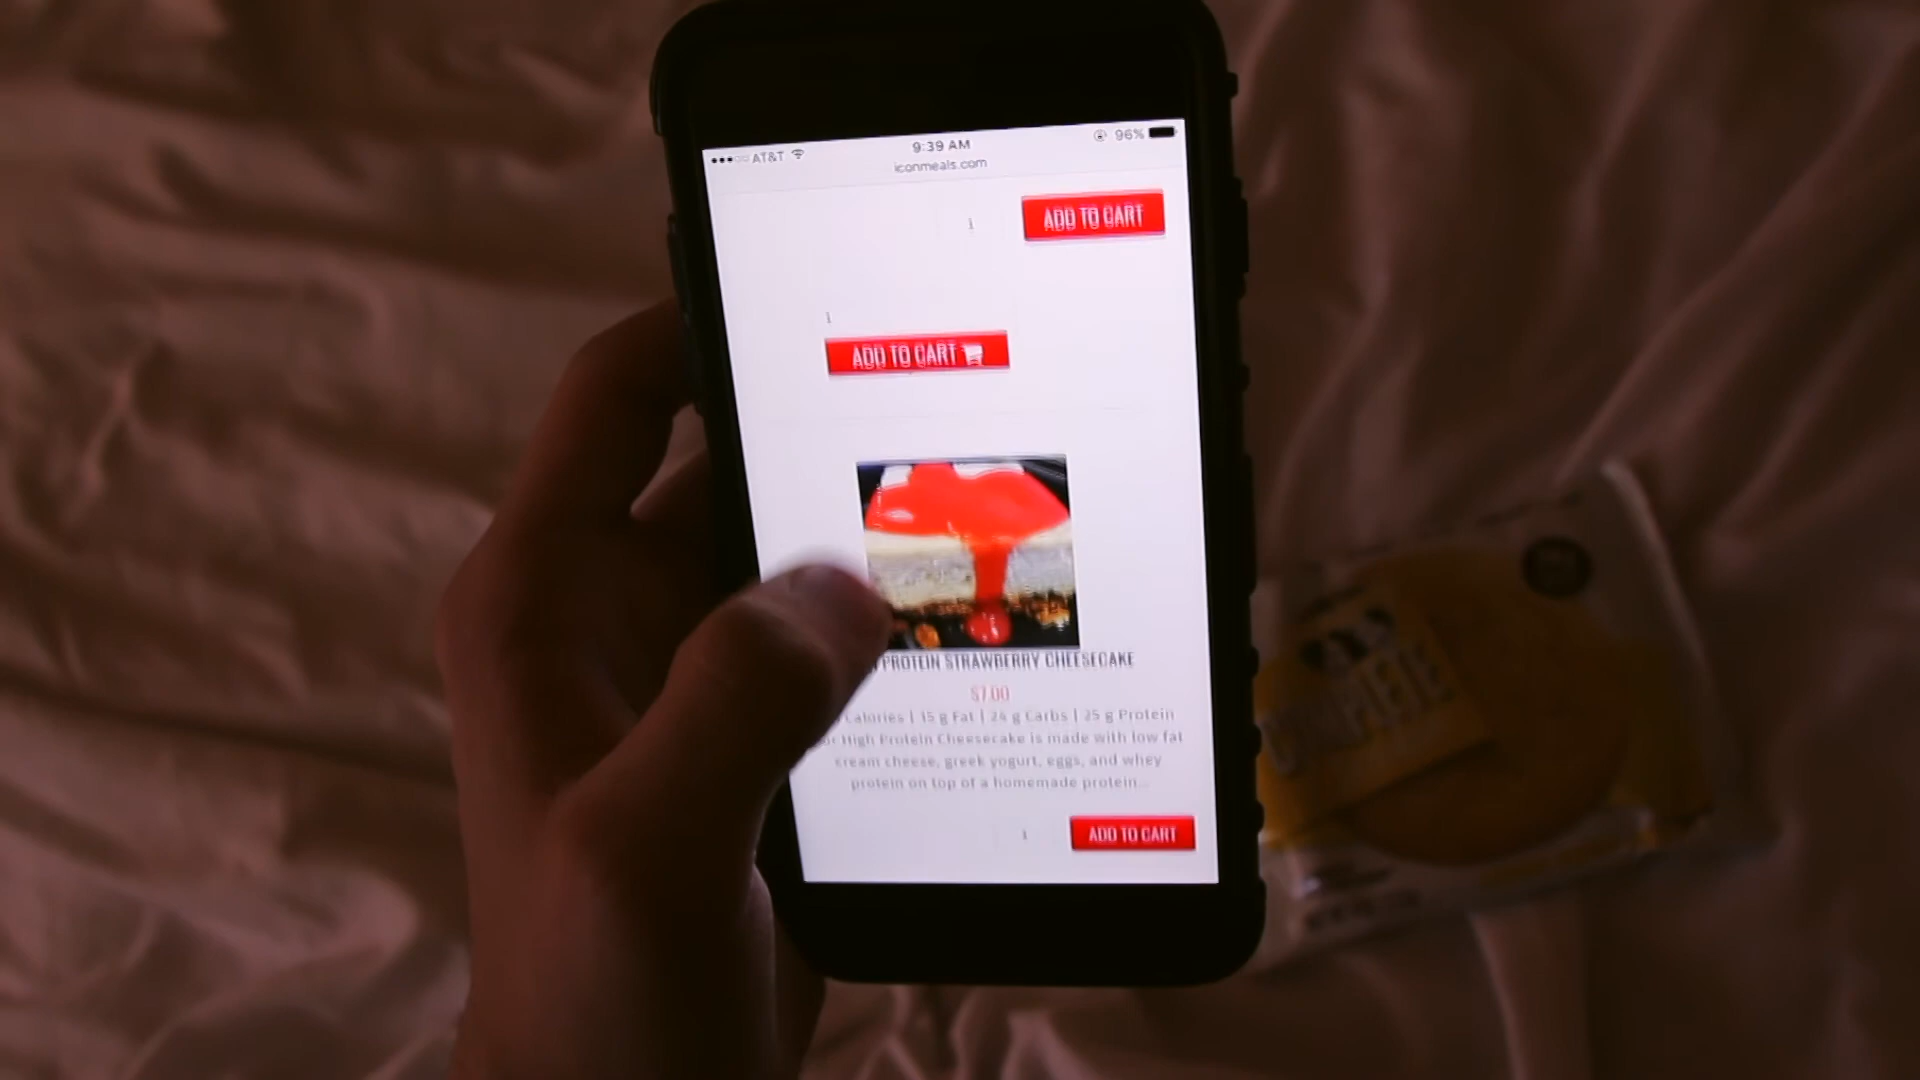 AT&T 9:39 AM 96%
iconmeals.com
1 ADD TO CART
1
ADD TO CART
PROTEIN STRAWBERRY CHEESECAKE
$7.00
Calories | 15 g Fat | 24 g Carbs | 25 g Protein
High Protein Cheesecake is made with low fat
cream cheese, greek yogurt, eggs, and whey
protein on top of a homemade protein...
1 ADD TO CART
COMPLETE